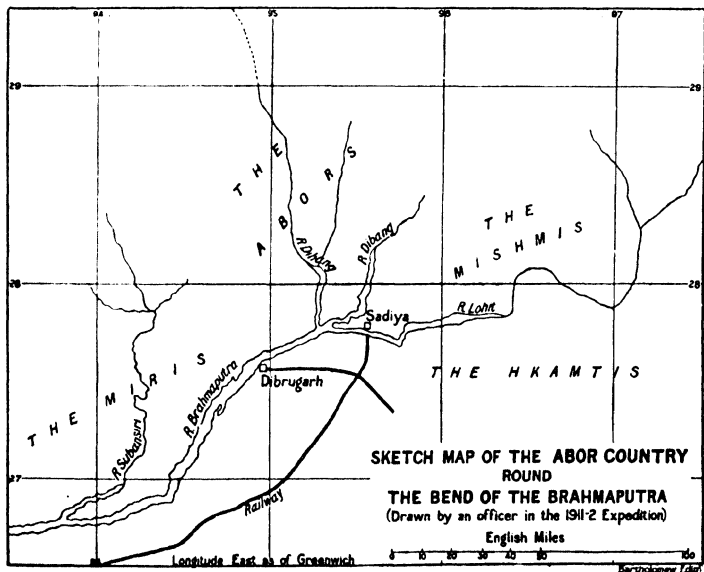 94 95 96 97
29 29
THE
ABORS
R. Dihang
R. Dibang
THE
MISHMIS
28 28
R. Lohit
Sadiya
THE MIRIS
R. Brahmaputra
Dibrugarh
THE HKAMTIS
R. Subansiri
27 27
Railway
SKETCH MAP OF THE ABOR COUNTRY
ROUND
THE BEND OF THE BRAHMAPUTRA
(Drawn by an officer in the 1911-2 Expedition)
English Miles
0 10 20 30 40 50 100
Longitude East as of Greenwich
Bartholomew, Edin.